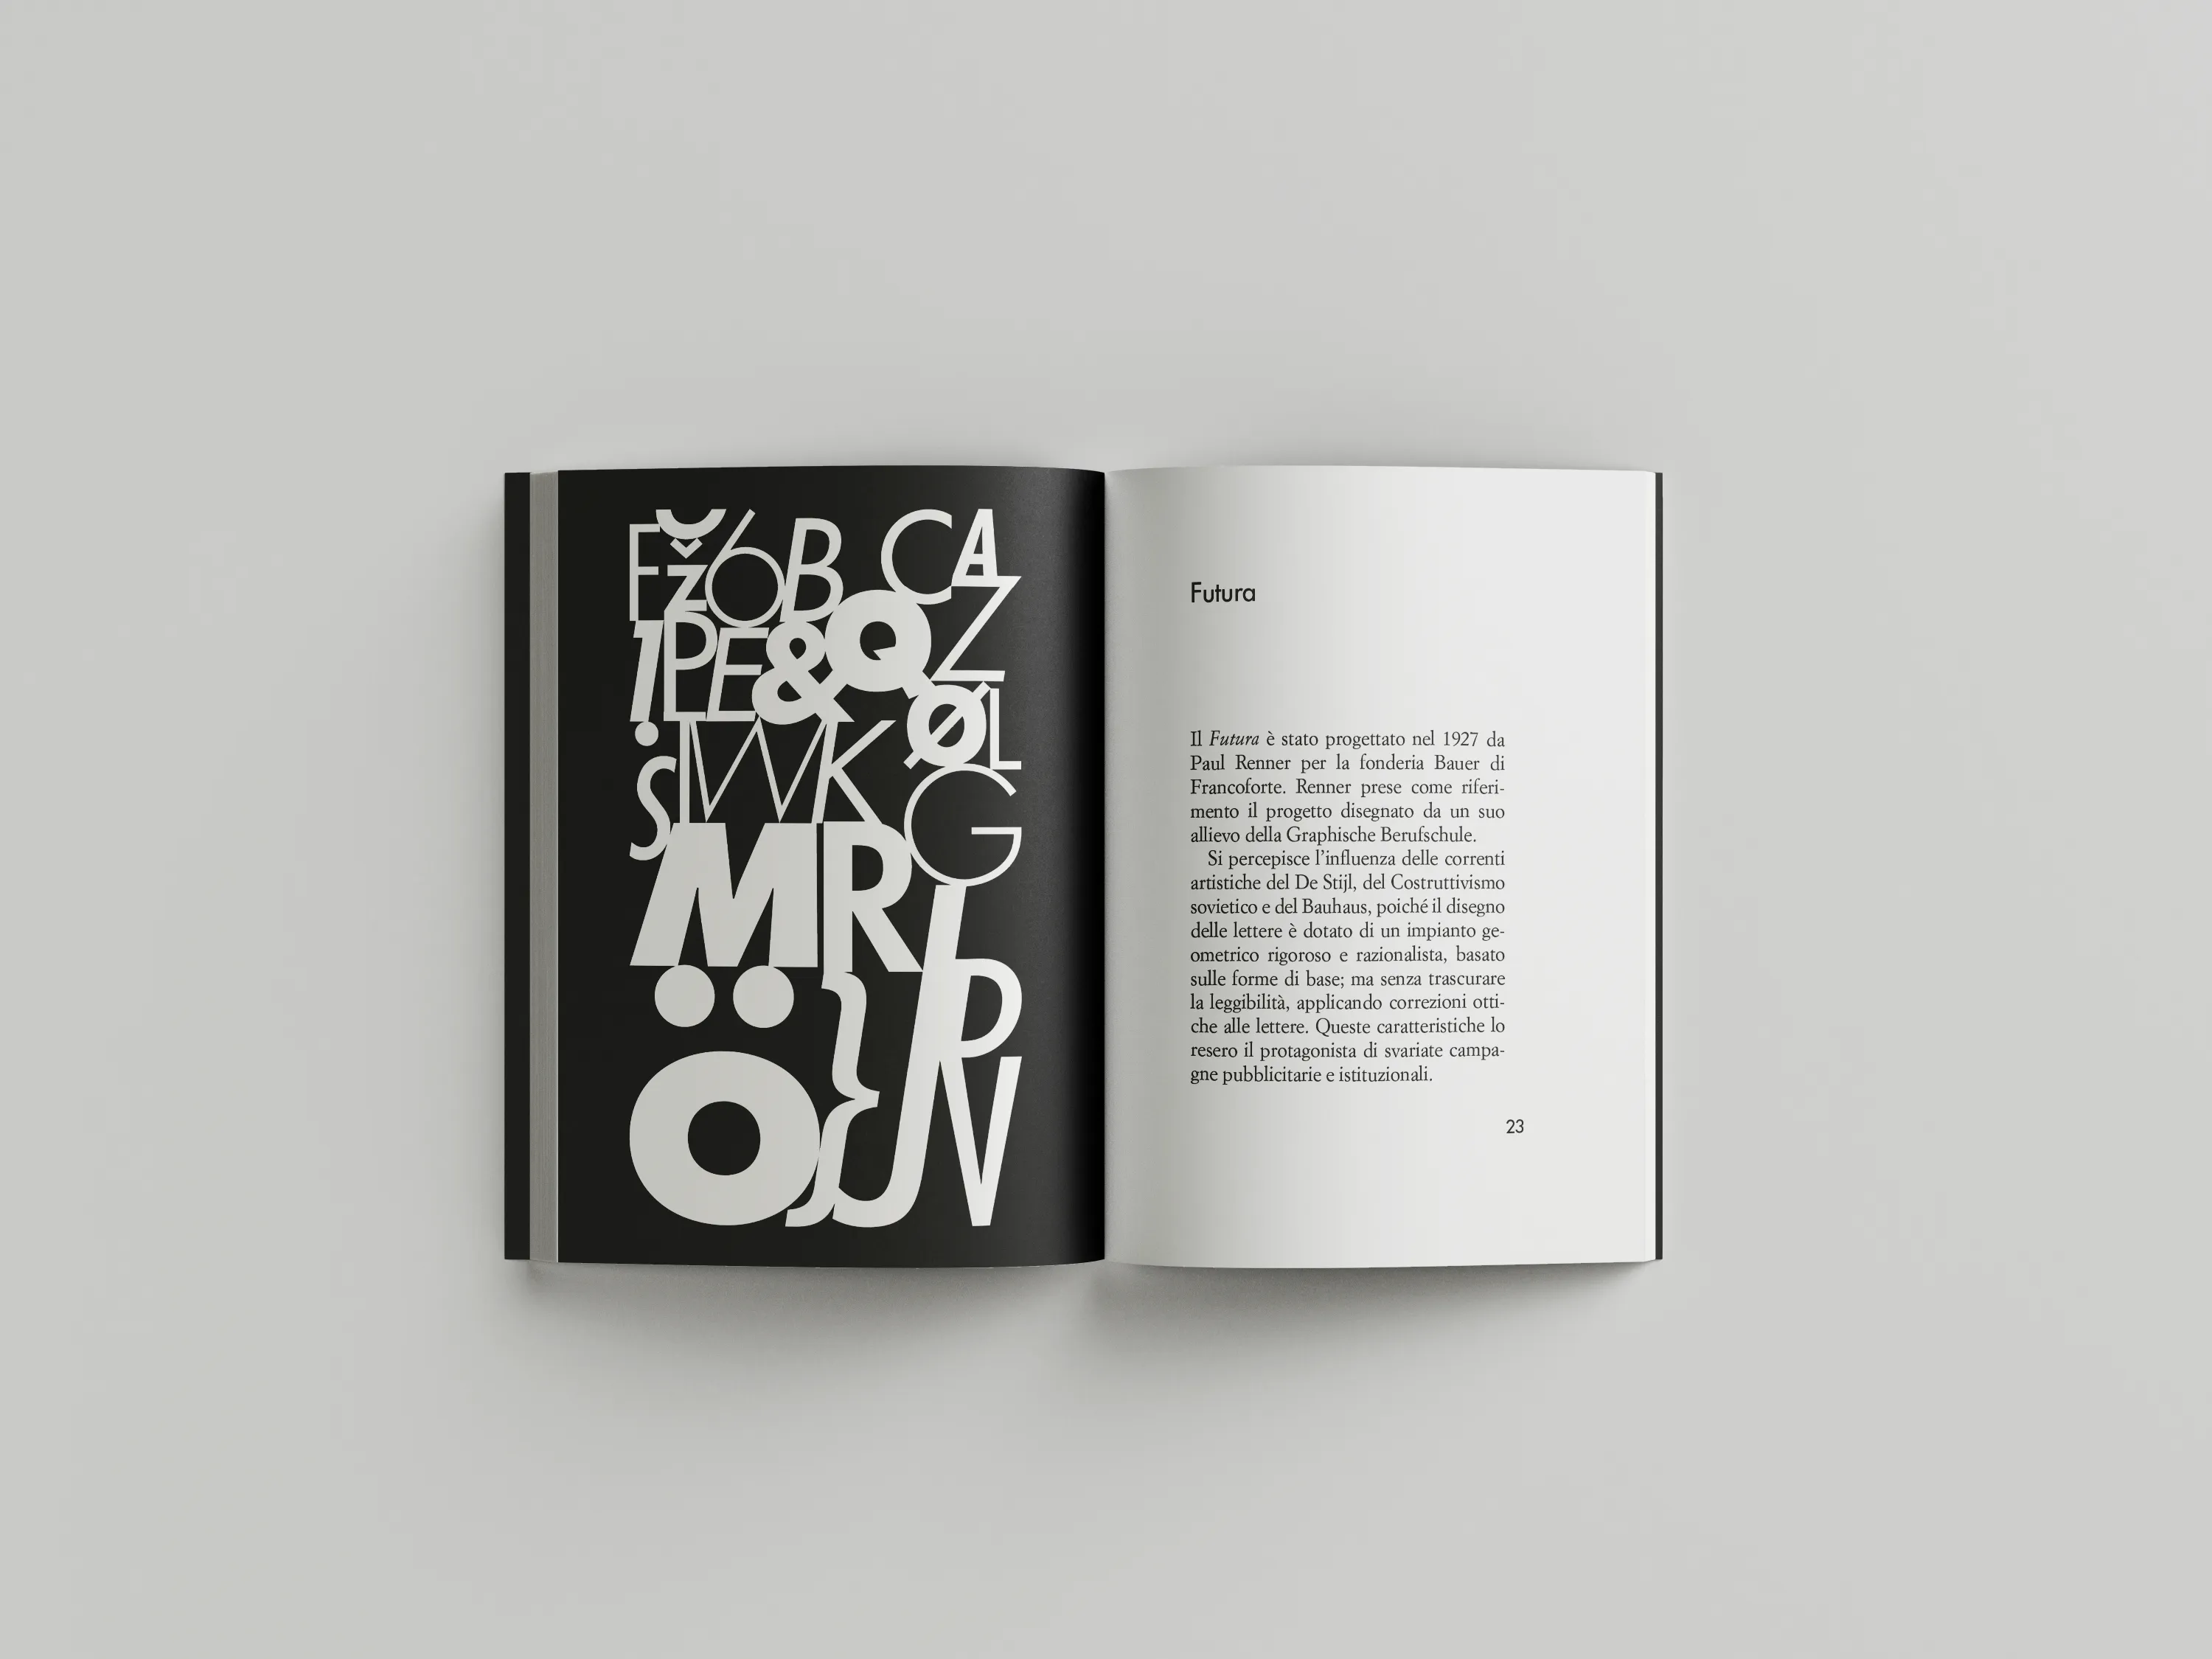 F ž 6 B C A
1 P E & Q Z
Ṡ I W K Ø L
M R G
Ö } J D
N
Futura
Il Futura è stato progettato nel 1927 da
Paul Renner per la fonderia Bauer di
Francoforte. Renner prese come riferi-
mento il progetto disegnato da un suo
allievo della Graphische Berufschule.
Si percepisce l’influenza delle correnti
artistiche del De Stijl, del Costruttivismo
sovietico e del Bauhaus, poiché il disegno
delle lettere è dotato di un impianto ge-
ometrico rigoroso e razionalista, basato
sulle forme di base; ma senza trascurare
la leggibilità, applicando correzioni otti-
che alle lettere. Queste caratteristiche lo
resero il protagonista di svariate campa-
gne pubblicitarie e istituzionali.
23